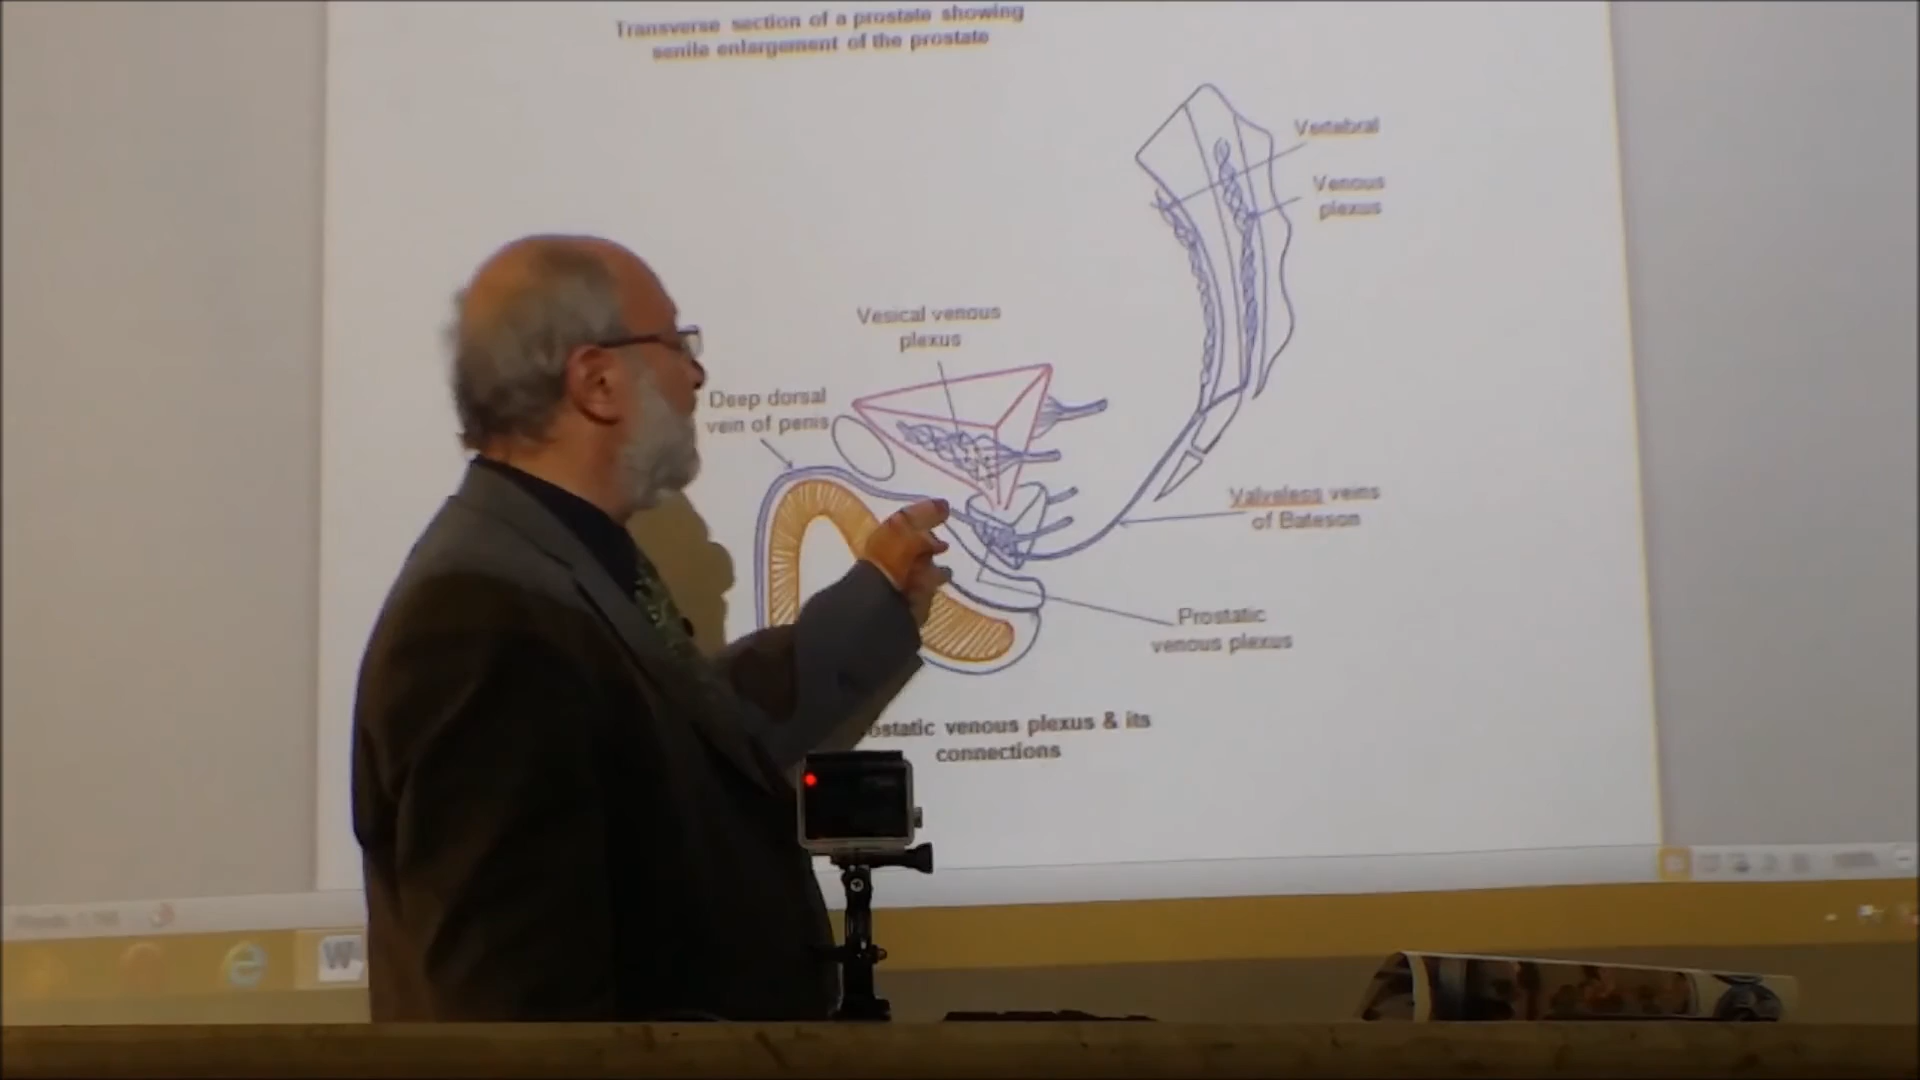 Transverse section of a prostate showing
senile enlargement of the prostate
Vertebral
Venous
plexus
Vesical venous
plexus
Deep dorsal
vein of penis
Valveless veins
of Bateson
Prostatic
venous plexus
ostatic venous plexus & its
connections
W